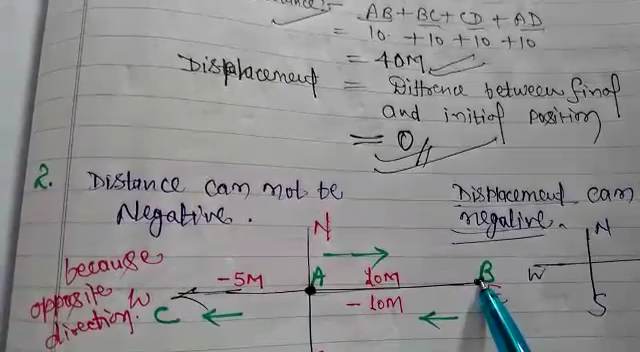 AB + BC + CD + AD
10 + 10 + 10 + 10
= 40M
Displacement = Diffrence between final
and initial position
= 0
2. Distance can not be
Negative.
Displacement can
negative.
N
because
opposite
direction.
W
-5M
A
10M
B
-10M
C
N
W
S